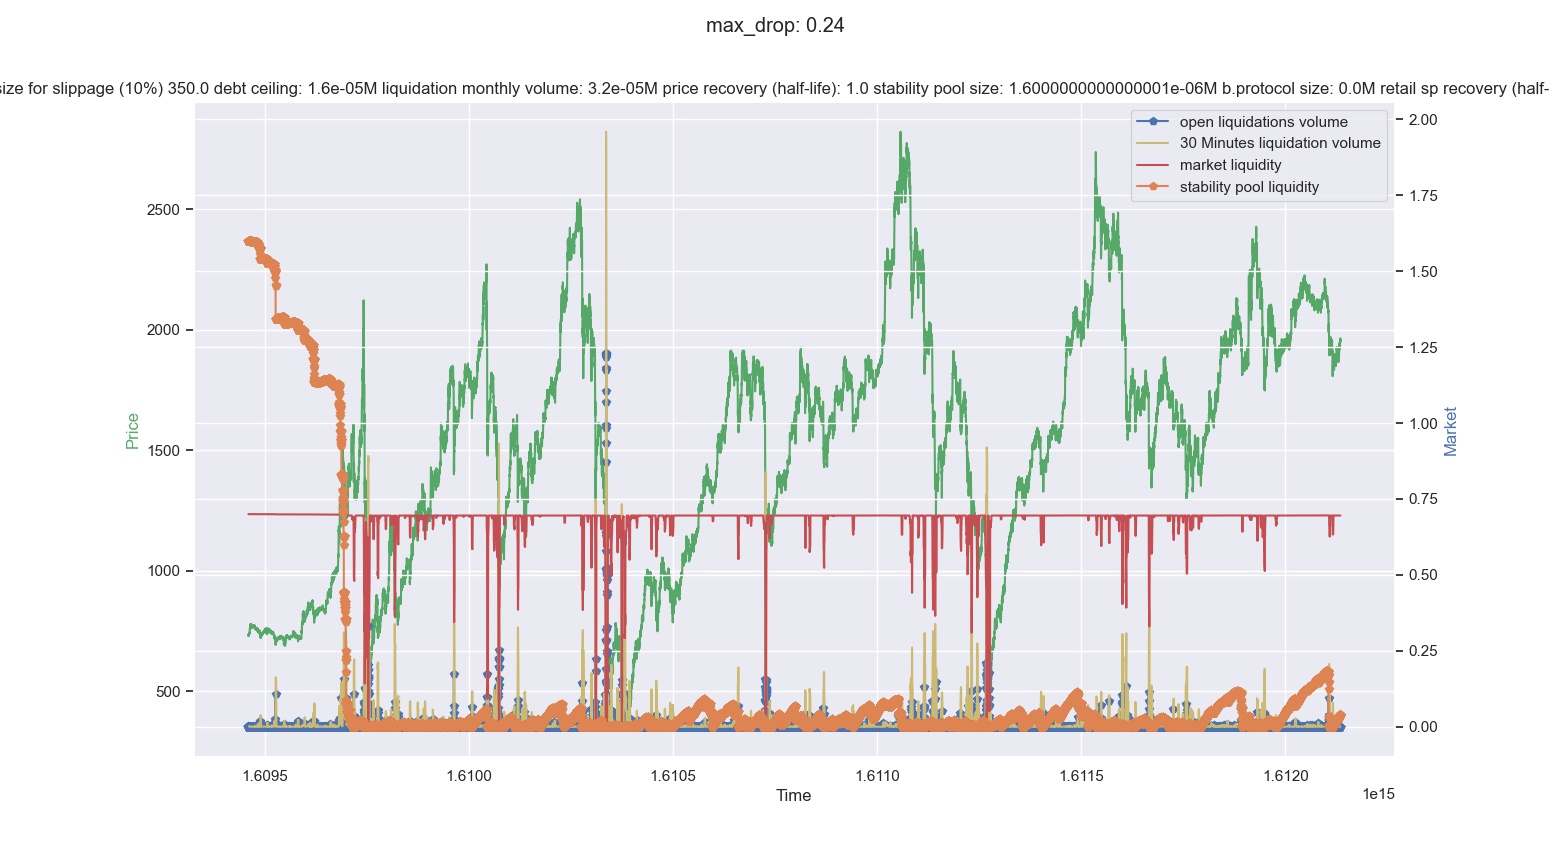 max_drop: 0.24
size for slippage (10%) 350.0 debt ceiling: 1.6e-05M liquidation monthly volume: 3.2e-05M price recovery (half-life): 1.0 stability pool size: 1.6000000000000001e-06M b.protocol size: 0.0M retail sp recovery (half-
open liquidations volume
30 Minutes liquidation volume
market liquidity
stability pool liquidity
Price
2500
2000
1500
1000
500
Market
2.00
1.75
1.50
1.25
1.00
0.75
0.50
0.25
0.00
1.6095
1.6100
1.6105
1.6110
1.6115
1.6120
1e15
Time